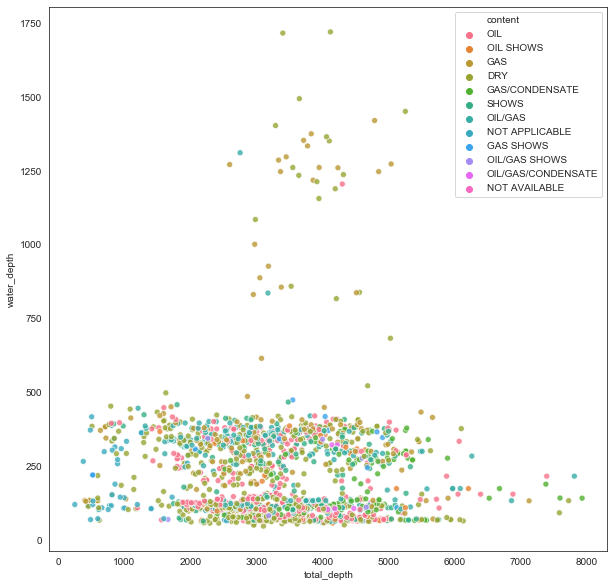 1750
1500
1250
1000
750
500
250
0
water_depth
0 1000 2000 3000 4000 5000 6000 7000 8000
total_depth
content
OIL
OIL SHOWS
GAS
DRY
GAS/CONDENSATE
SHOWS
OIL/GAS
NOT APPLICABLE
GAS SHOWS
OIL/GAS SHOWS
OIL/GAS/CONDENSATE
NOT AVAILABLE